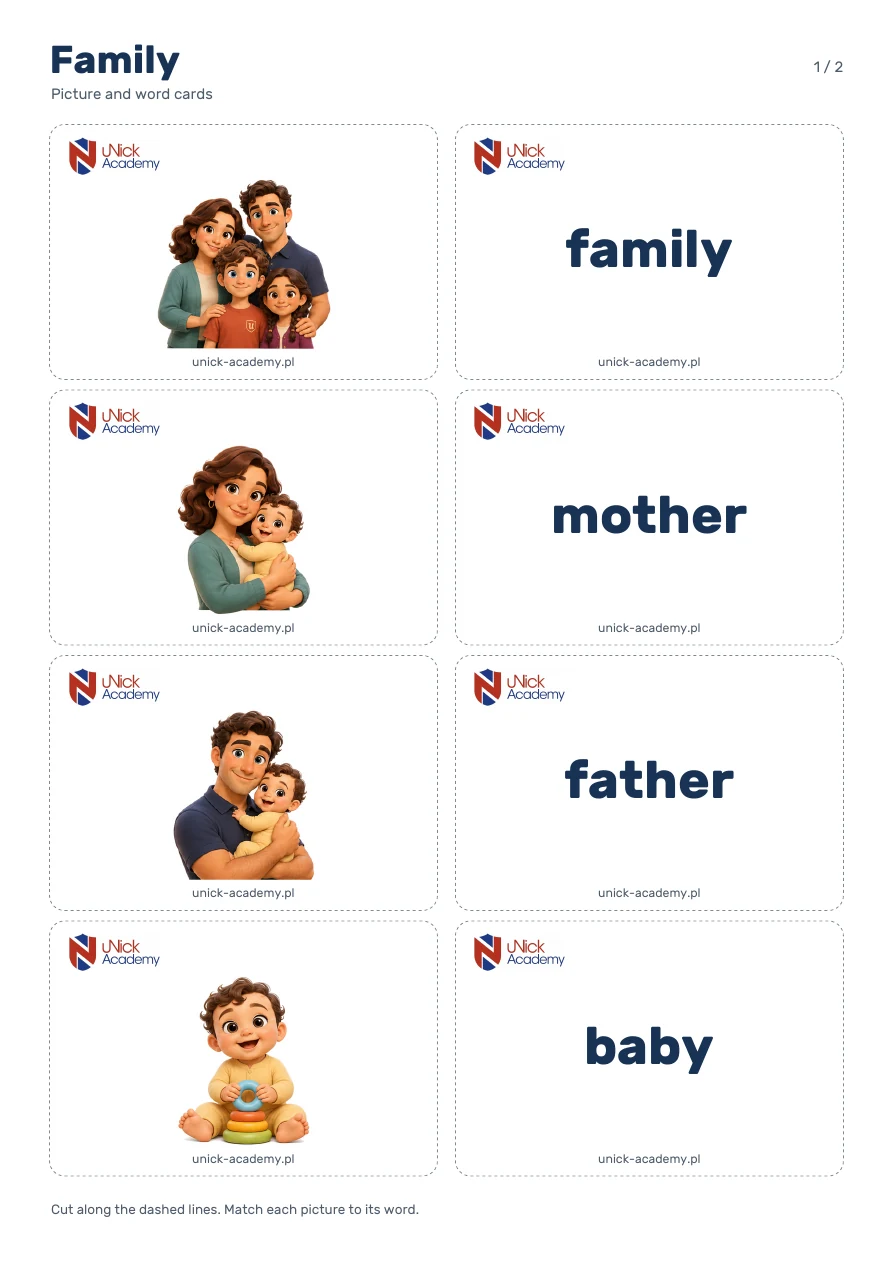 Family
1 / 2
Picture and word cards
uNick
Academy
unick-academy.pl
uNick
Academy
family
unick-academy.pl
uNick
Academy
unick-academy.pl
uNick
Academy
mother
unick-academy.pl
uNick
Academy
unick-academy.pl
uNick
Academy
father
unick-academy.pl
uNick
Academy
unick-academy.pl
uNick
Academy
baby
unick-academy.pl
Cut along the dashed lines. Match each picture to its word.